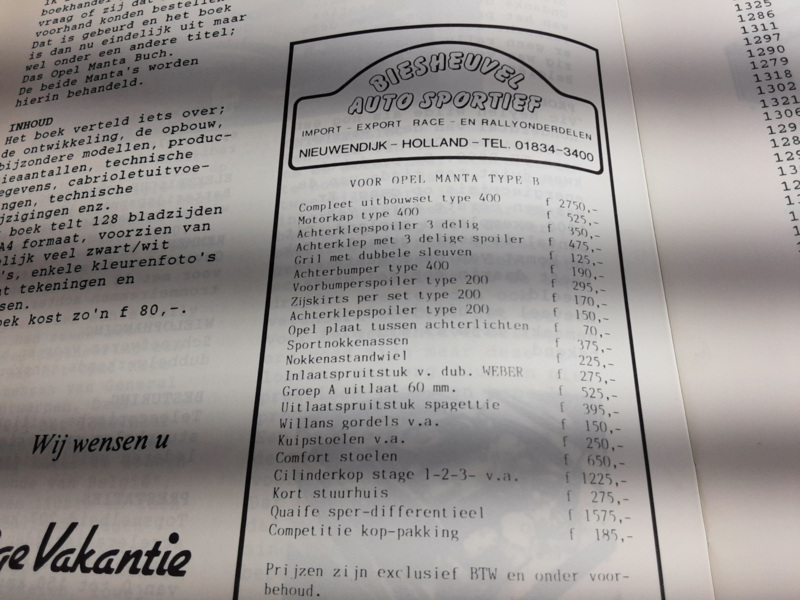 boekhandel
vraag of zij dat
voorhand konden bestellen
Dat is gebeurd en het boek
is dan nu eindelijk uit maar
wel onder een andere titel;
Das Opel Manta Buch.
De beide Manta's worden
hierin behandeld.
INHOUD
Het boek verteld iets over;
de ontwikkeling, de opbouw,
bijzondere modellen, produc-
ieaantallen, technische
egevens, cabrioletuitvoe-
ngen, technische
jzigingen enz.
boek telt 128 bladzijden
A4 formaat, voorzien van
elijk veel zwart/wit
's, enkele kleurenfoto's
t tekeningen en
sen.
ek kost zo'n f 80,-.
Wij wensen u
ge Vakantie
BIESHEUVEL
AUTO SPORTIEF
IMPORT - EXPORT RACE - EN RALLYONDERDELEN
NIEUWENDIJK - HOLLAND - TEL. 01834-3400
VOOR OPEL MANTA TYPE B
Compleet uitbouwset type 400 f 2750,-
Motorkap type 400 f 525,-
Achterklepspoiler 3 delig f 350,-
Achterklep met 3 delige spoiler f 475,-
Gril met dubbele sleuven f 125,-
Achterbumper type 400 f 190,-
Voorbumperspoiler type 200 f 295,-
Zijskirts per set type 200 f 170,-
Achterklepspoiler type 200 f 150,-
Opel plaat tussen achterlichten f 70,-
Sportnokkenassen f 375,-
Nokkenastandwiel f 225,-
Inlaatspruitstuk v. dub. WEBER f 275,-
Groep A uitlaat 60 mm. f 525,-
Uitlaatspruitstuk spagettie f 395,-
Willans gordels v.a. f 150,-
Kuipstoelen v.a. f 250,-
Comfort stoelen f 650,-
Cilinderkop stage 1-2-3- v.a. f 1225,-
Kort stuurhuis f 275,-
Quaife sper-differentieel f 1575,-
Competitie kop-pakking f 185,-
Prijzen zijn exclusief BTW en onder voor-
behoud.
1325
1286
1311
1297
1290
1279
1318
1302
1321
1306